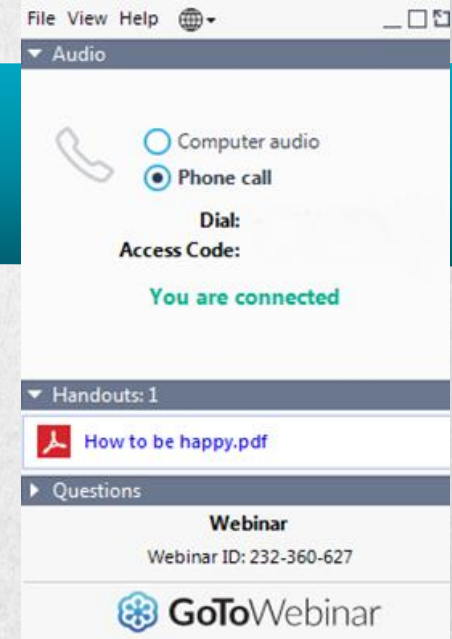 File View Help
Audio
Computer audio
Phone call
Dial:
Access Code:
You are connected
Handouts: 1
How to be happy.pdf
Questions
Webinar
Webinar ID: 232-360-627
GoToWebinar